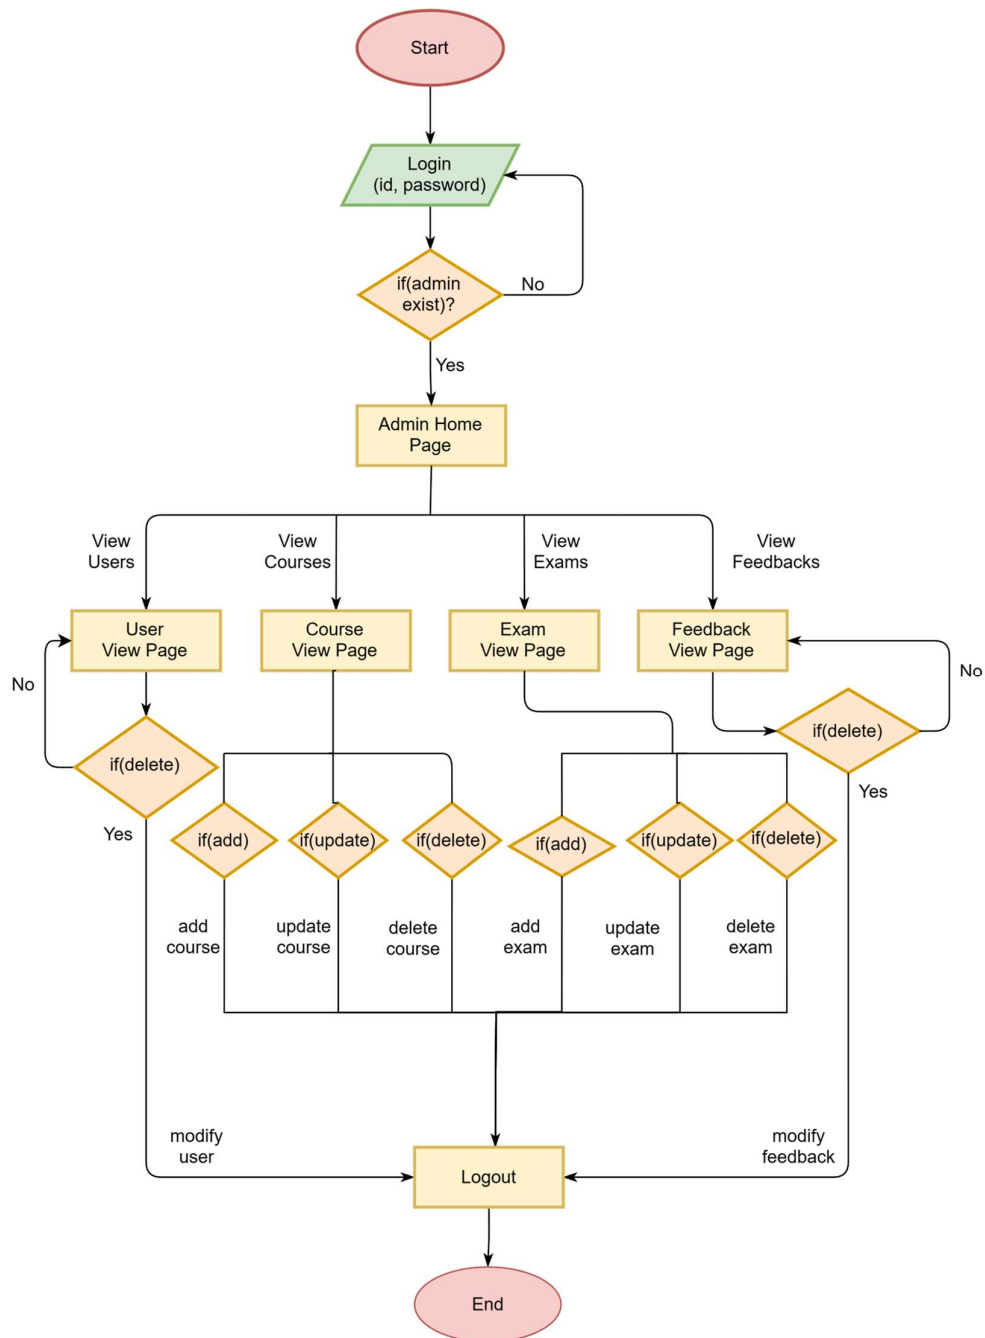 Start
Login
(id, password)
if(admin
exist)?
No
Yes
Admin Home
Page
View
Users
View
Courses
View
Exams
View
Feedbacks
User
View Page
Course
View Page
Exam
View Page
Feedback
View Page
No
No
if(delete)
if(delete)
Yes
Yes
if(add)
if(update)
if(delete)
if(add)
if(update)
if(delete)
add
course
update
course
delete
course
add
exam
update
exam
delete
exam
modify
user
modify
feedback
Logout
End